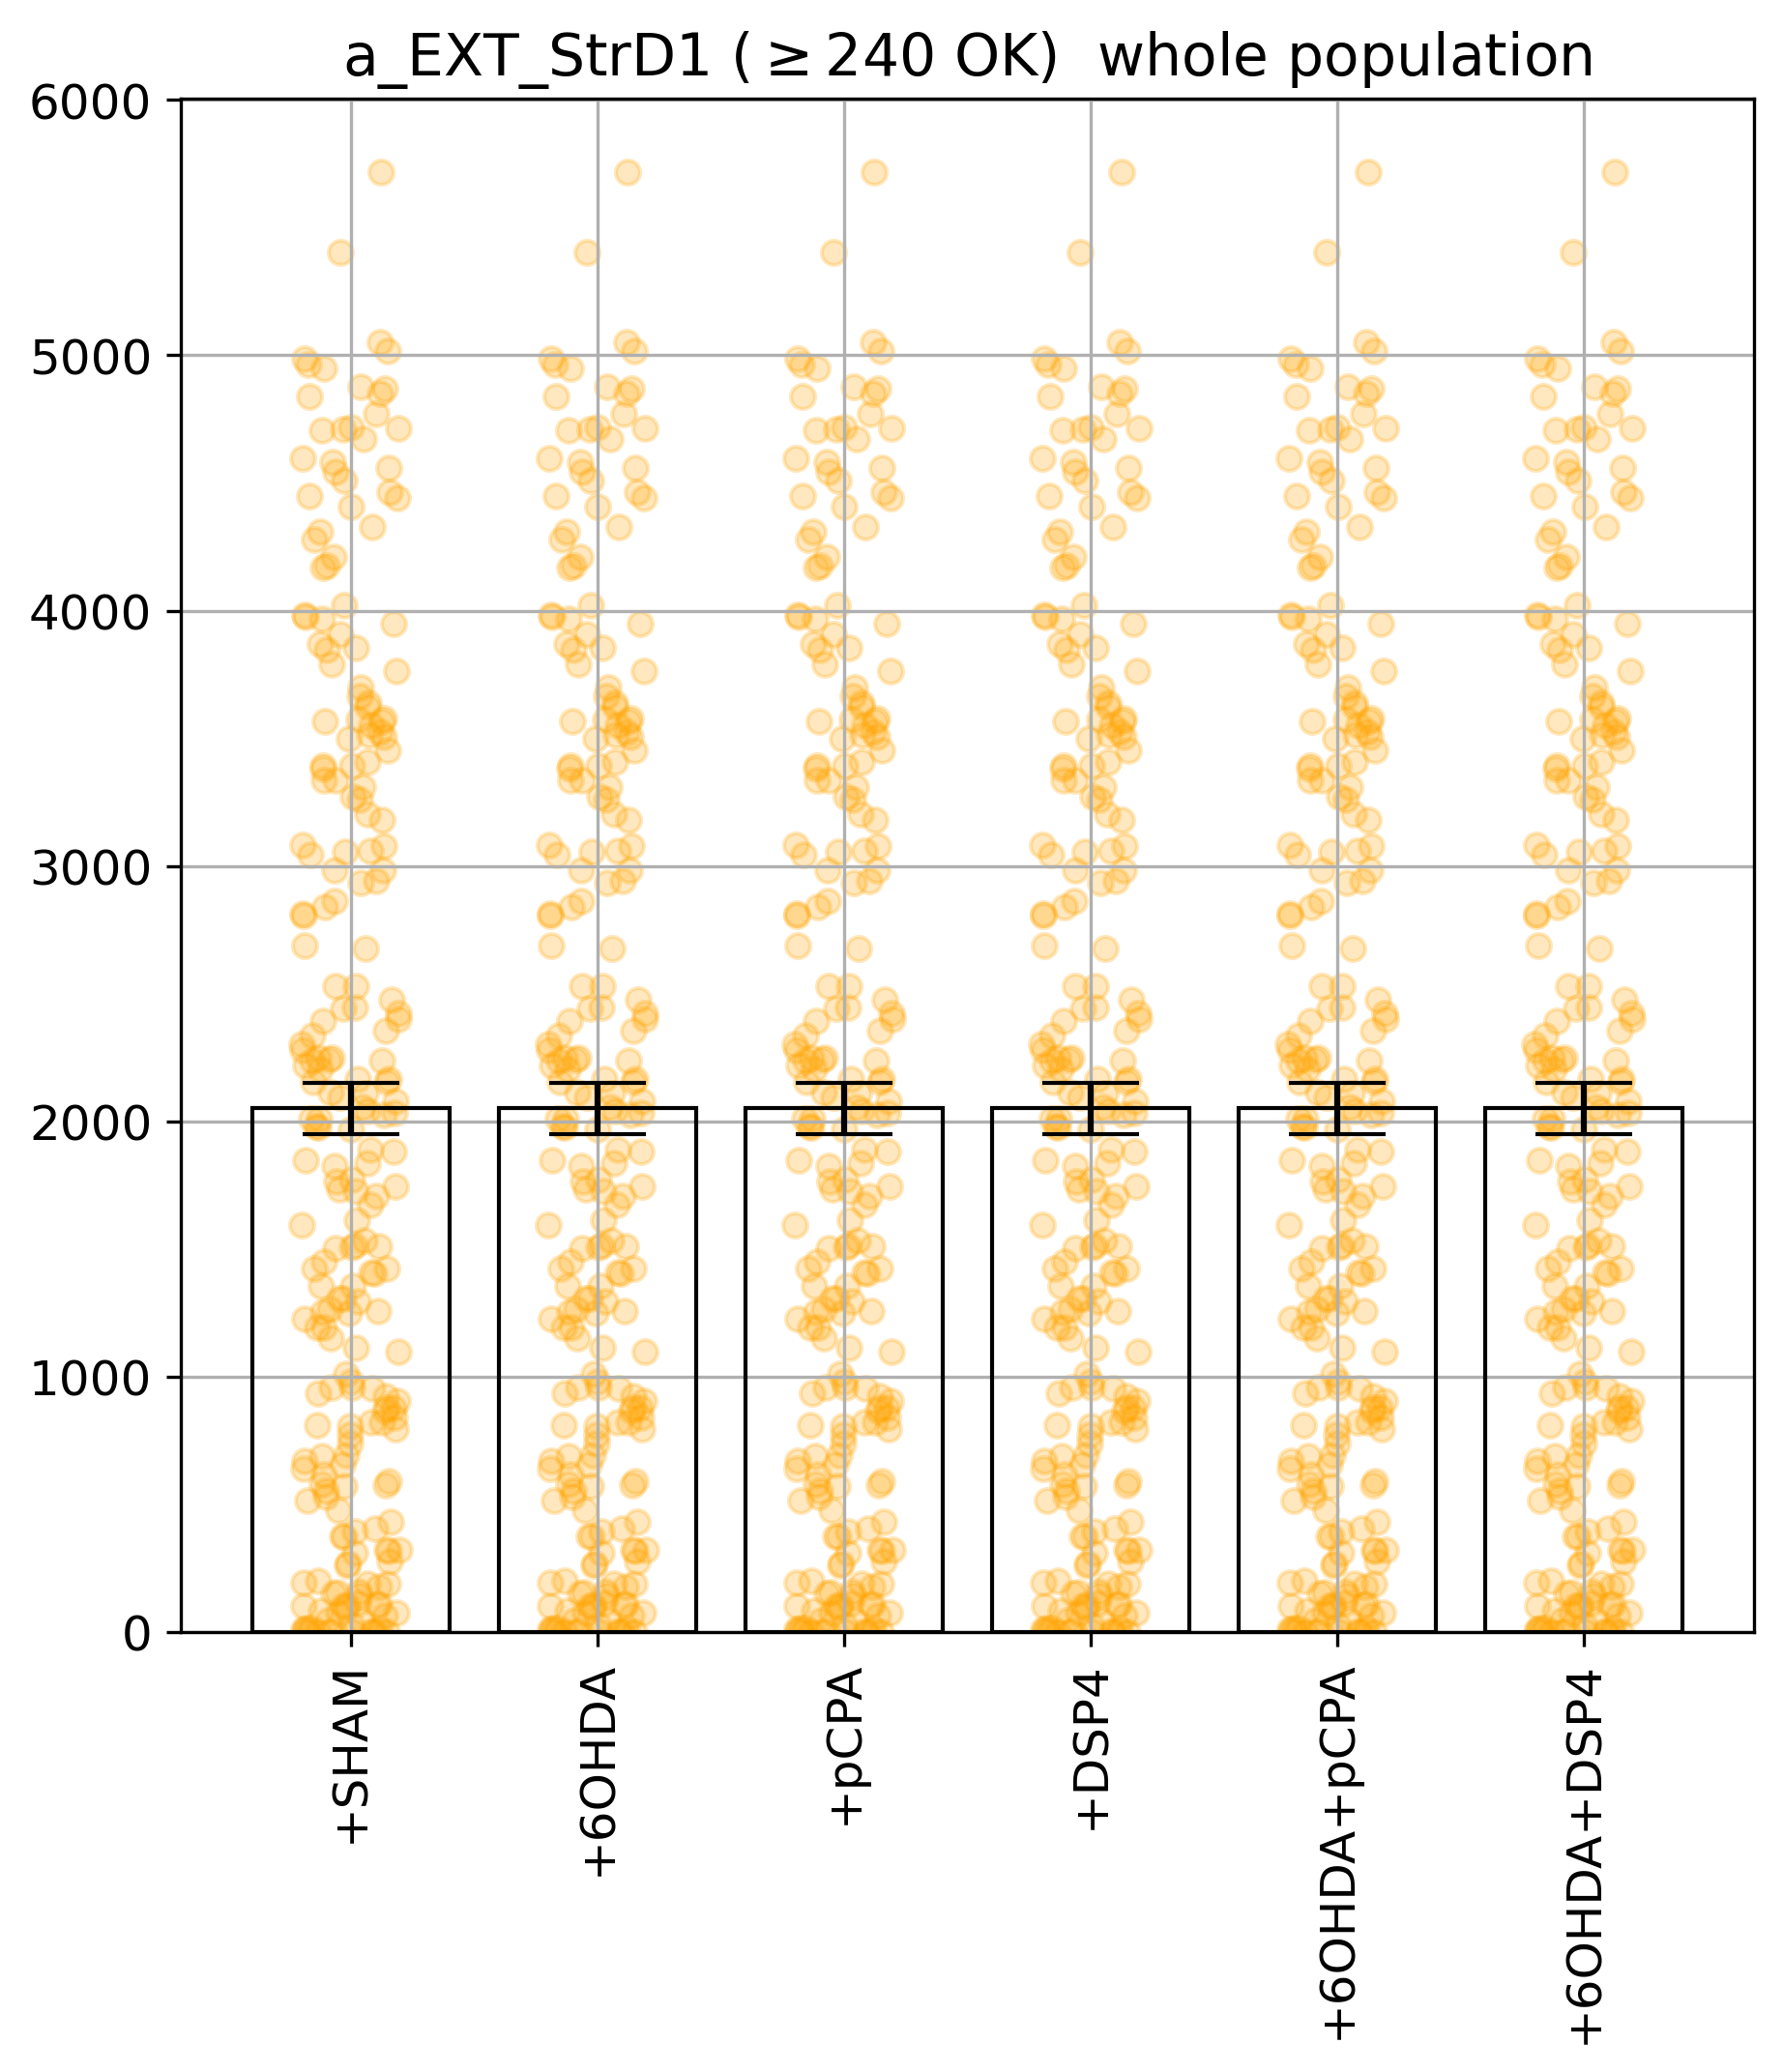 a_EXT_StrD1 (≥240 OK)  whole population
6000
5000
4000
3000
2000
1000
0
+SHAM
+6OHDA
+pCPA
+DSP4
+6OHDA+pCPA
+6OHDA+DSP4